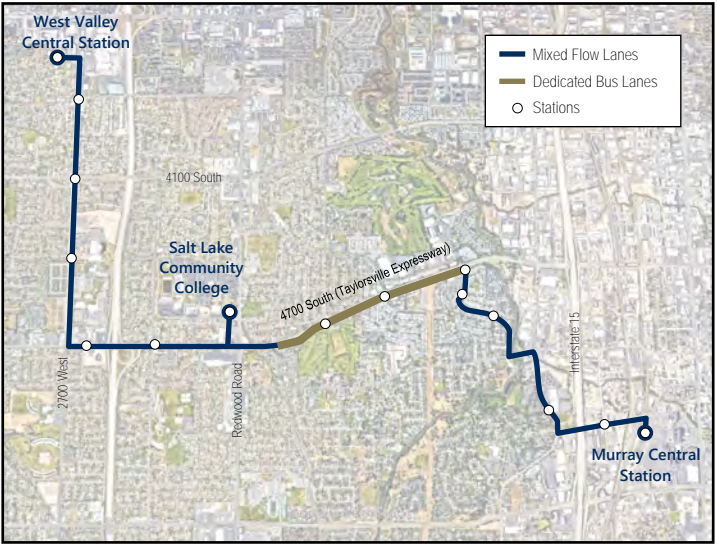 West Valley
Central Station
Mixed Flow Lanes
Dedicated Bus Lanes
Stations
4100 South
Salt Lake
Community
College
4700 South (Taylorsville Expressway)
Interstate 15
2700 West
Redwood Road
Murray Central
Station